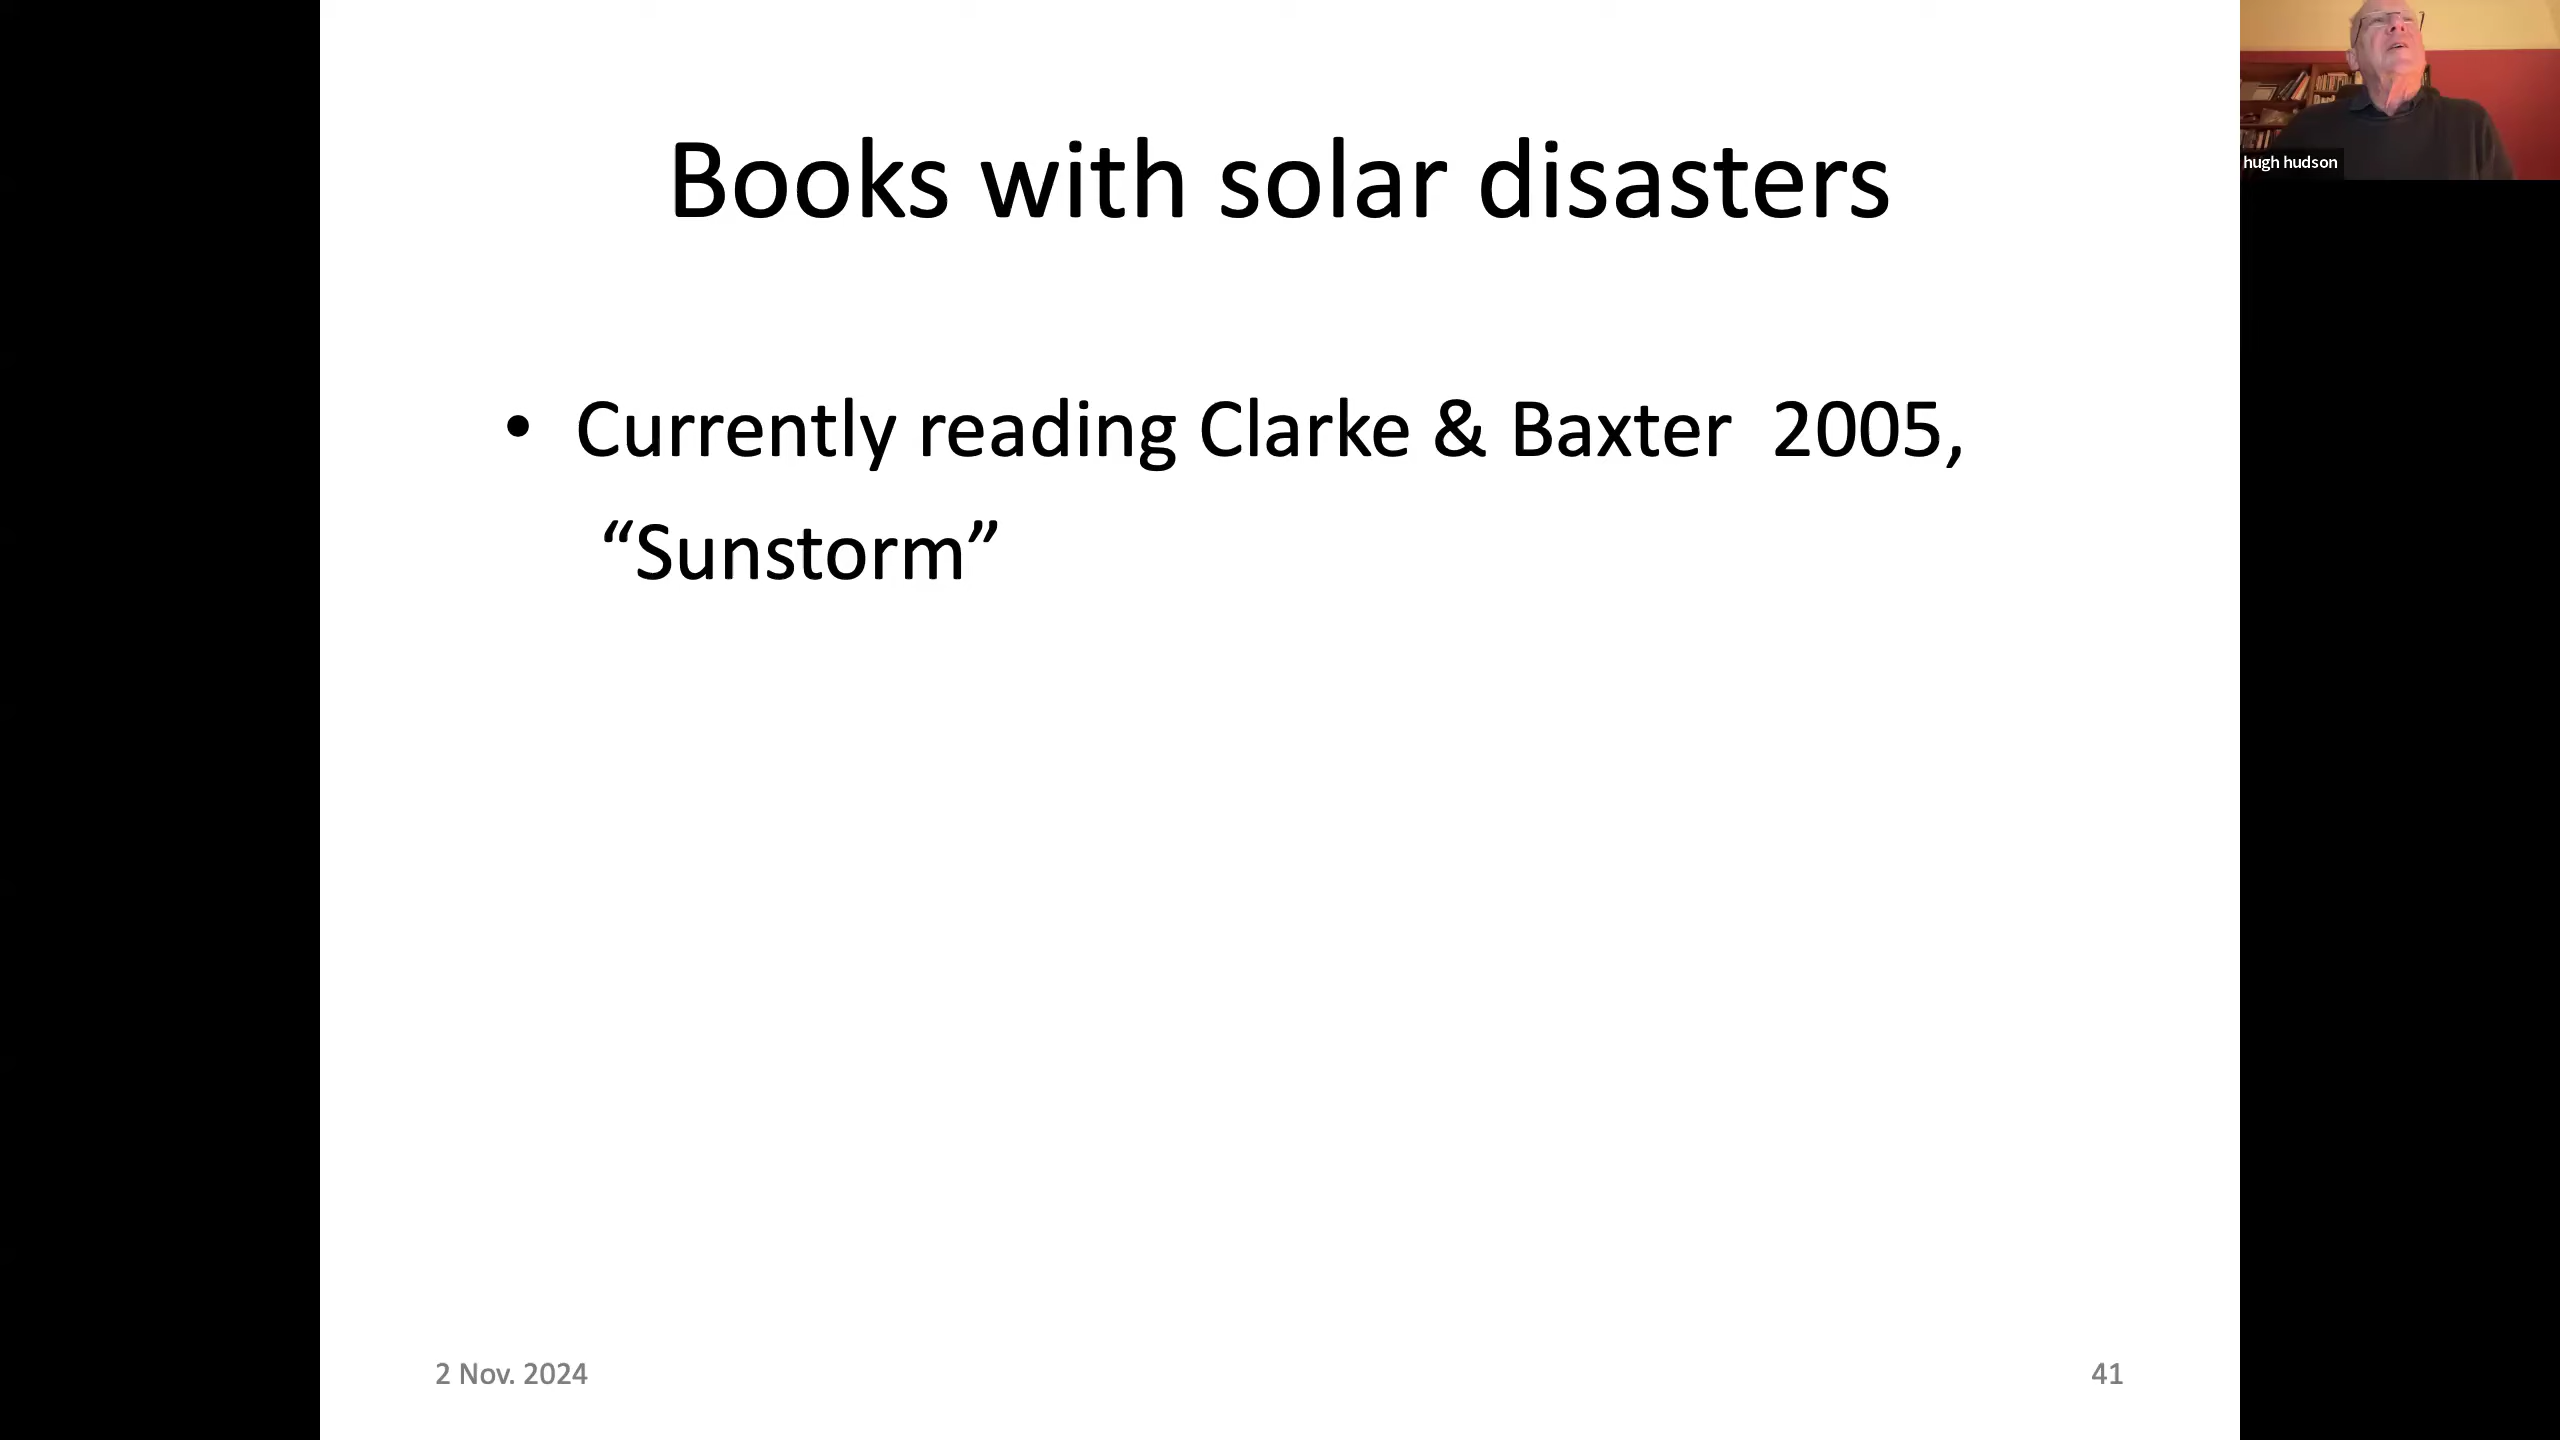 Books with solar disasters
hugh hudson
• Currently reading Clarke & Baxter  2005,
“Sunstorm”
2 Nov. 2024
41